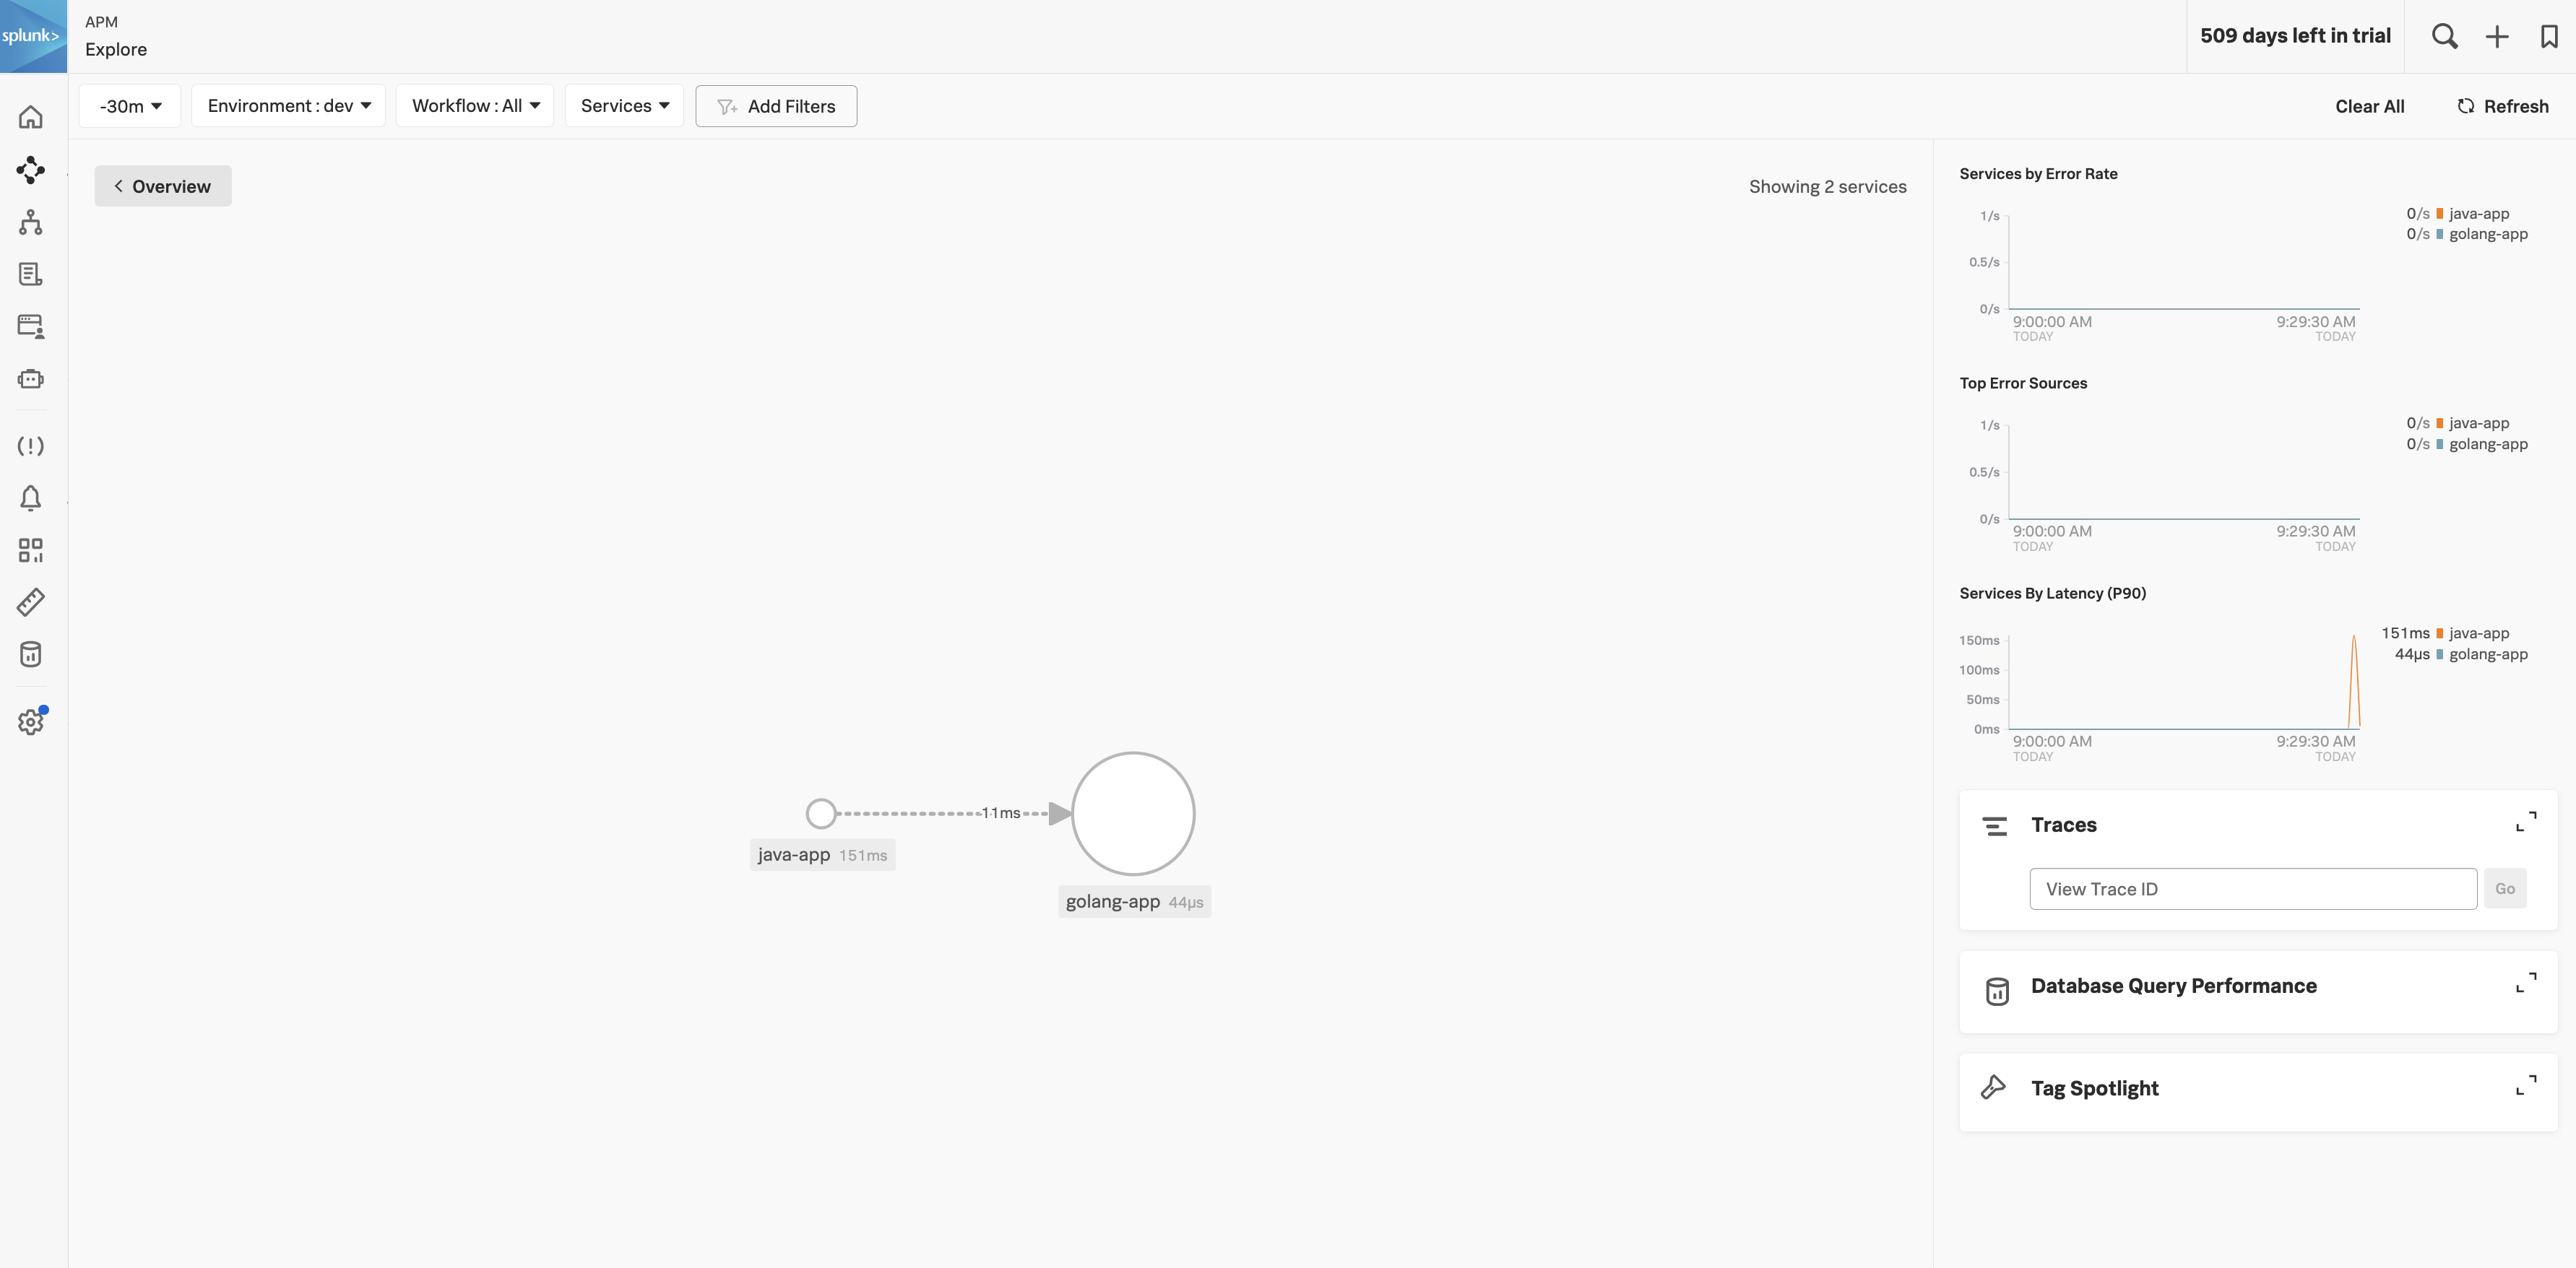 splunk>
APM
Explore
509 days left in trial
-30m
Environment : dev
Workflow : All
Services
Add Filters
Clear All
Refresh
Overview
Showing 2 services
java-app 151ms
11ms
golang-app 44µs
Services by Error Rate
1/s
0.5/s
0/s
9:00:00 AM
TODAY
9:29:30 AM
TODAY
0/s java-app
0/s golang-app
Top Error Sources
1/s
0.5/s
0/s
9:00:00 AM
TODAY
9:29:30 AM
TODAY
0/s java-app
0/s golang-app
Services By Latency (P90)
150ms
100ms
50ms
0ms
9:00:00 AM
TODAY
9:29:30 AM
TODAY
151ms java-app
44µs golang-app
Traces
View Trace ID
Go
Database Query Performance
Tag Spotlight